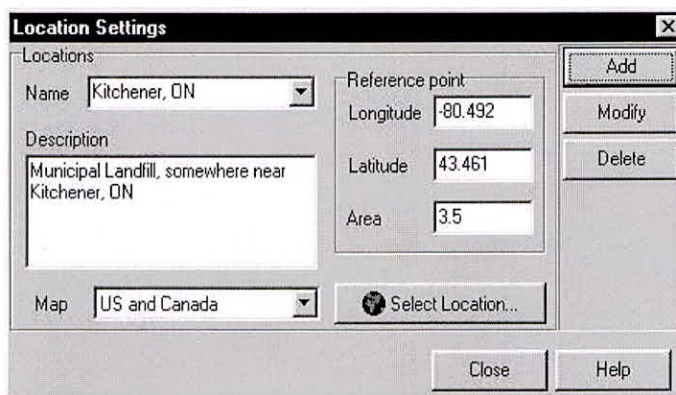 Location Settings
Locations
Name Kitchener, ON
Description
Municipal Landfill, somewhere near
Kitchener, ON
Map US and Canada
Reference point
Longitude -80.492
Latitude 43.461
Area 3.5
Select Location...
Add
Modify
Delete
Close
Help